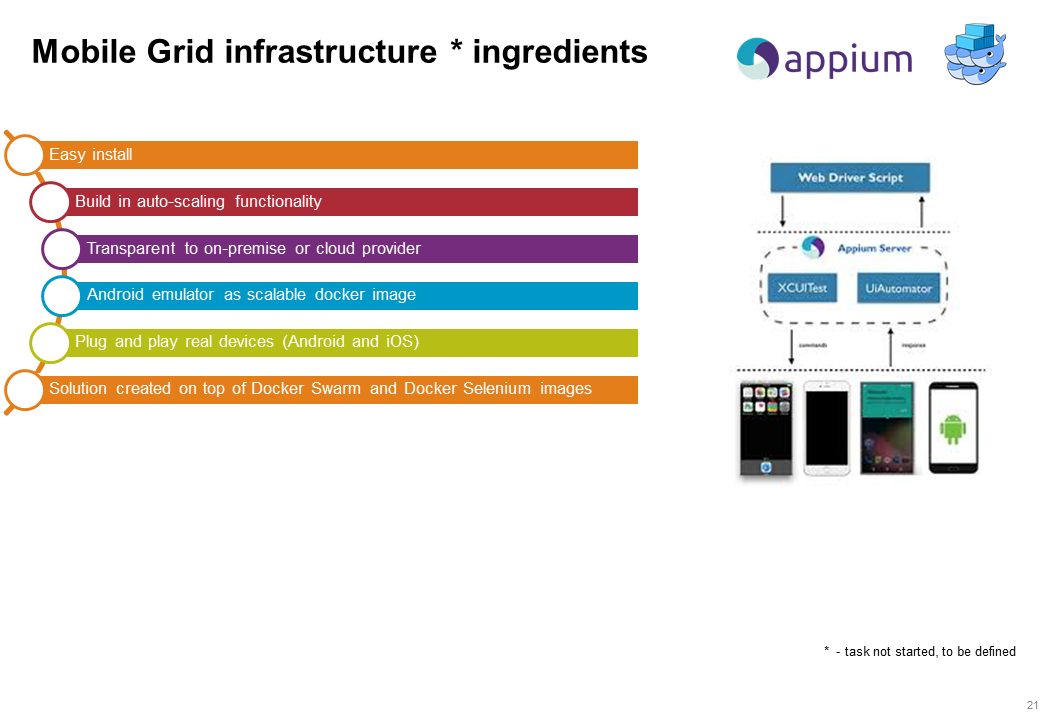 Mobile Grid infrastructure * ingredients
appium
Easy install
Build in auto-scaling functionality
Transparent to on-premise or cloud provider
Android emulator as scalable docker image
Plug and play real devices (Android and iOS)
Solution created on top of Docker Swarm and Docker Selenium images
Web Driver Script
Appium Server
XCUITest
UiAutomator
commands
response
* - task not started, to be defined
21